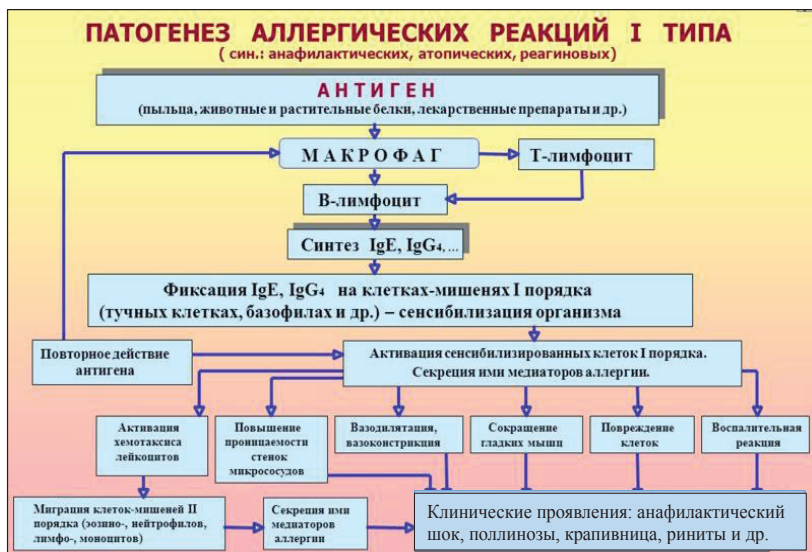 ПАТОГЕНЕЗ АЛЛЕРГИЧЕСКИХ РЕАКЦИЙ I ТИПА
( син.: анафилактических, атопических, реагиновых)
АНТИГЕН
(пыльца, животные и растительные белки, лекарственные препараты и др.)
МАКРОФАГ
Т-лимфоцит
В-лимфоцит
Синтез IgE, IgG4, ...
Фиксация IgE, IgG4 на клетках-мишенях I порядка
(тучных клетках, базофилах и др.) – сенсибилизация организма
Повторное действие
антигена
Активация сенсибилизированных клеток I порядка.
Секреция ими медиаторов аллергии.
Активация
хемотаксиса
лейкоцитов
Повышение
проницаемости
стенок
микрососудов
Вазодилятация,
вазоконстрикция
Сокращение
гладких мышц
Повреждение
клеток
Воспалительная
реакция
Миграция клеток-мишеней II
порядка (эозино-, нейтрофилов,
лимфо-, моноцитов)
Секреция ими
медиаторов
аллергии
Клинические проявления: анафилактический
шок, поллинозы, крапивница, риниты и др.